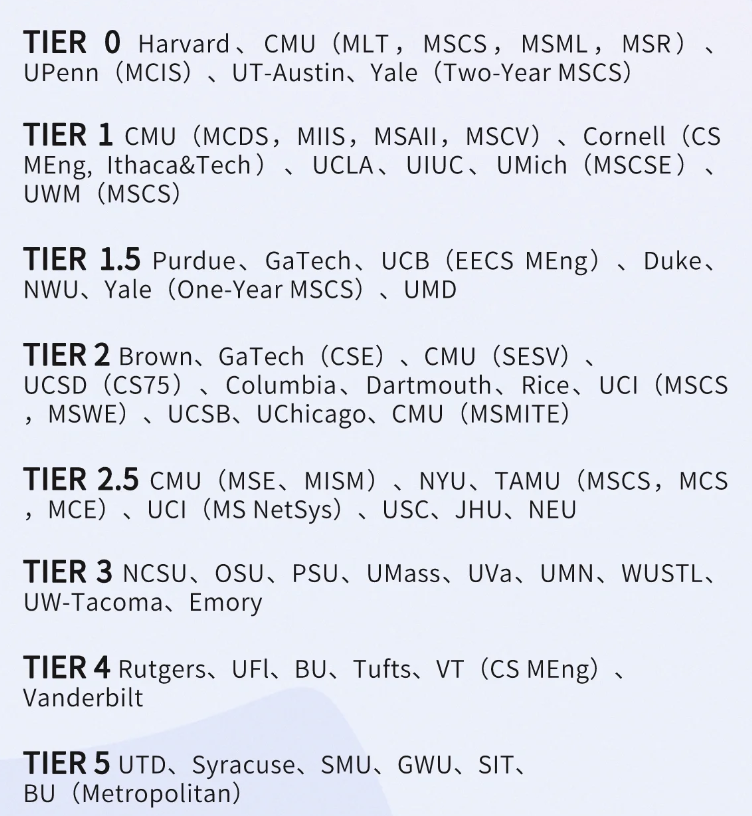 TIER 0 Harvard、CMU（MLT，MSCS，MSML，MSR）、
UPenn（MCIS）、UT-Austin、Yale（Two-Year MSCS）
TIER 1 CMU（MCDS，MIIS，MSAII，MSCV）、Cornell（CS
MEng, Ithaca&Tech）、UCLA、UIUC、UMich（MSCSE）、
UWM（MSCS）
TIER 1.5 Purdue、GaTech、UCB（EECS MEng）、Duke、
NWU、Yale（One-Year MSCS）、UMD
TIER 2 Brown、GaTech（CSE）、CMU（SESV）、
UCSD（CS75）、Columbia、Dartmouth、Rice、UCI（MSCS
，MSWE）、UCSB、UChicago、CMU（MSMITE）
TIER 2.5 CMU（MSE、MISM）、NYU、TAMU（MSCS，MCS
，MCE）、UCI（MS NetSys）、USC、JHU、NEU
TIER 3 NCSU、OSU、PSU、UMass、UVa、UMN、WUSTL、
UW-Tacoma、Emory
TIER 4 Rutgers、UFl、BU、Tufts、VT（CS MEng）、
Vanderbilt
TIER 5 UTD、Syracuse、SMU、GWU、SIT、
BU（Metropolitan）